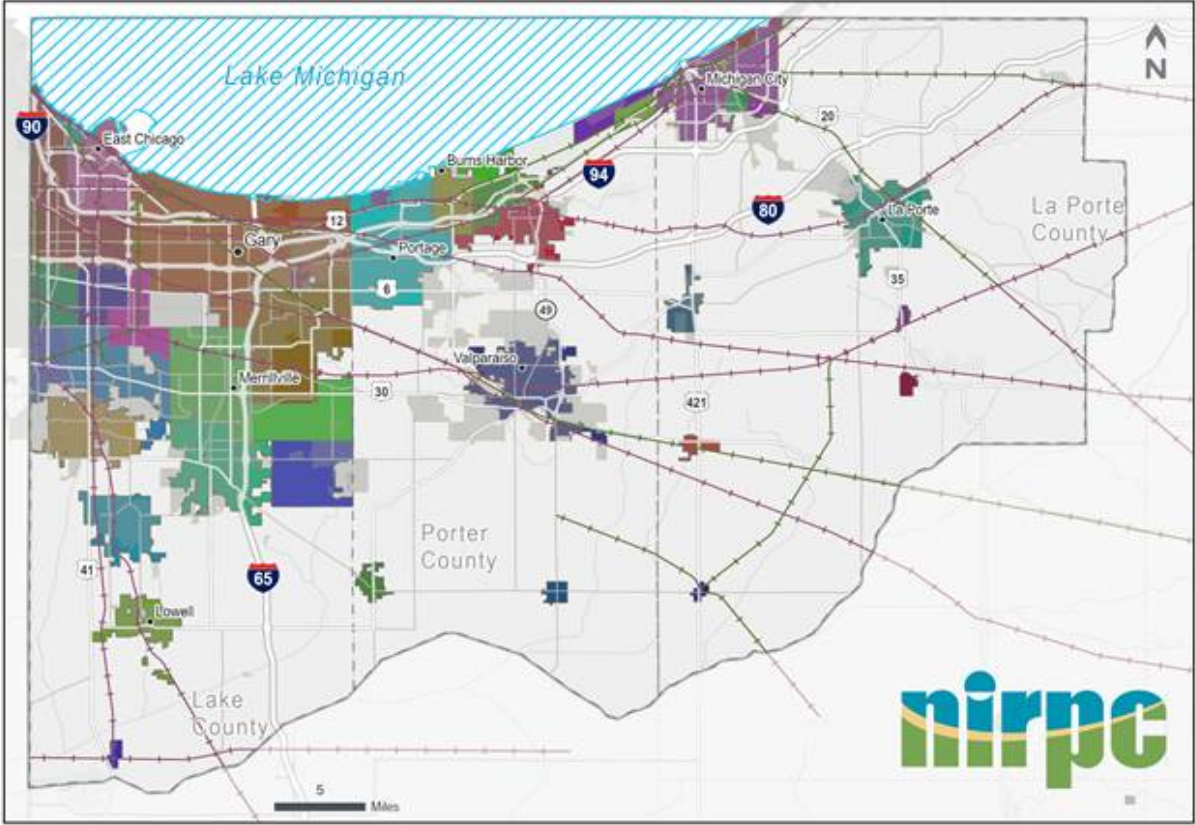 Lake Michigan
N
Michigan City
90
20
East Chicago
Burns Harbor
94
80
La Porte
La Porte
County
12
Gary
Portage
6
35
49
Valparaiso
Merrillville
30
421
Porter
County
41
65
Lowell
Lake
County
nirpc
5
Miles